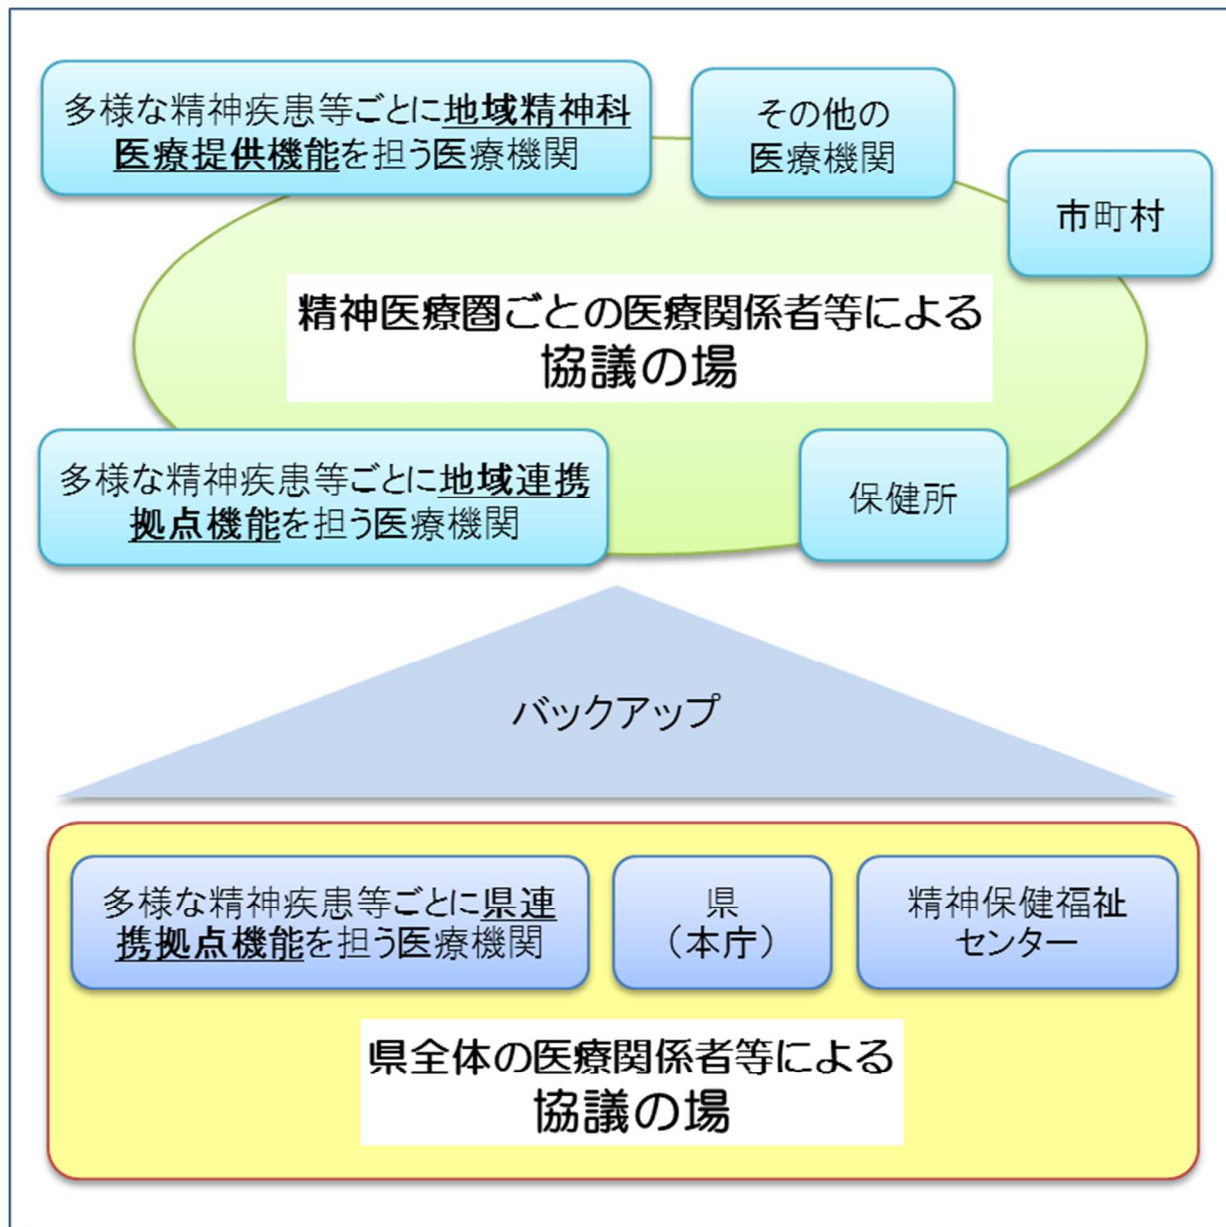 多様な精神疾患等ごとに地域精神科
医療提供機能を担う医療機関
その他の
医療機関
市町村
精神医療圏ごとの医療関係者等による
協議の場
多様な精神疾患等ごとに地域連携
拠点機能を担う医療機関
保健所
バックアップ
多様な精神疾患等ごとに県連
携拠点機能を担う医療機関
県
（本庁）
精神保健福祉
センター
県全体の医療関係者等による
協議の場